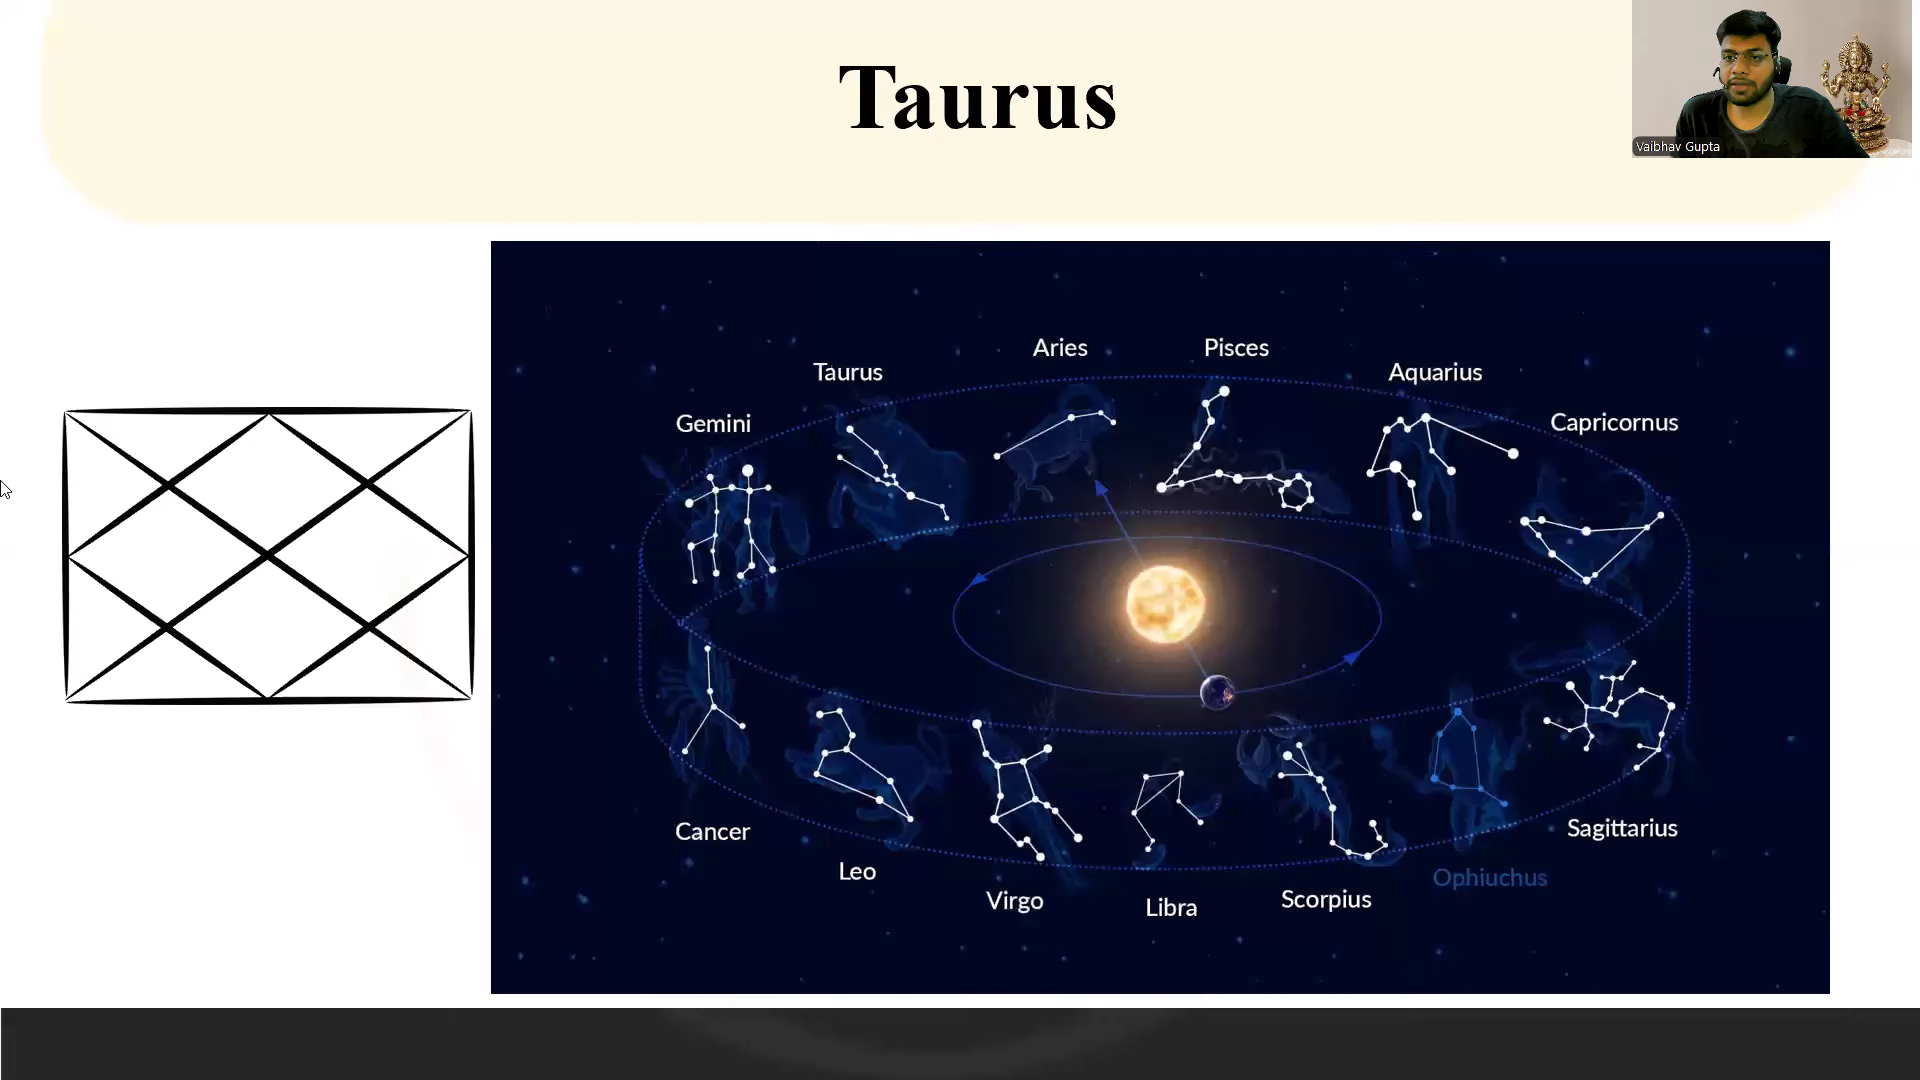 Taurus
Vaibhav Gupta
Aries
Pisces
Taurus
Aquarius
Gemini
Capricornus
Cancer
Sagittarius
Leo
Ophiuchus
Virgo
Libra
Scorpius